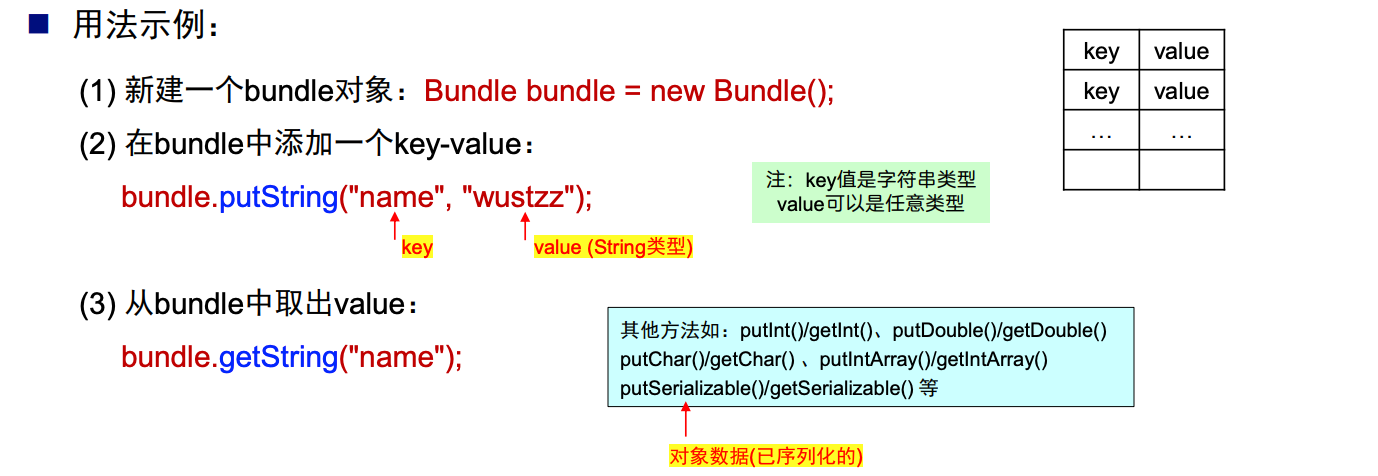 用法示例：
(1) 新建一个bundle对象：Bundle bundle = new Bundle();
(2) 在bundle中添加一个key-value：
bundle.putString("name", "wustzz");
key
value (String类型)
注：key值是字符串类型
value可以是任意类型
key value
key value
… …
(3) 从bundle中取出value：
bundle.getString("name");
其他方法如：putInt()/getInt()、putDouble()/getDouble()
putChar()/getChar() 、putIntArray()/getIntArray()
putSerializable()/getSerializable() 等
对象数据(已序列化的)